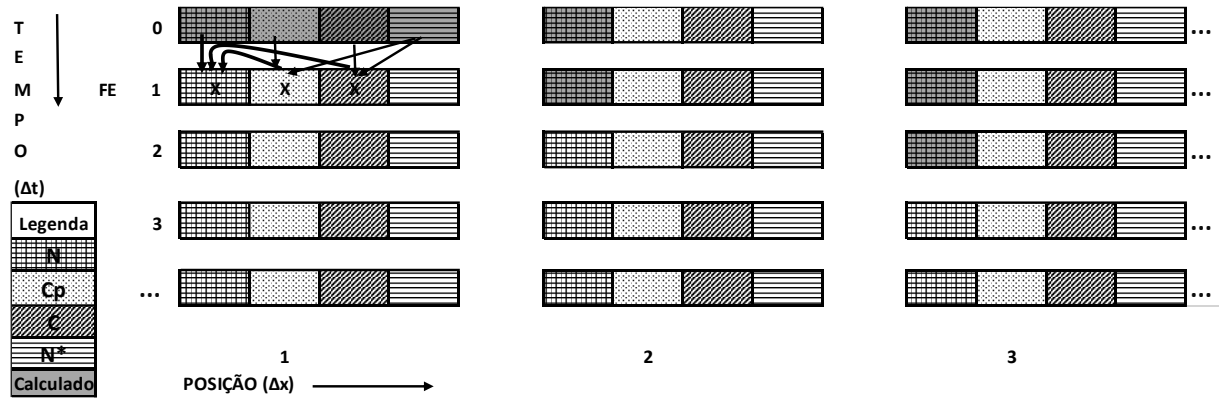 T
0
...
...
E
M
FE
1
X
X
X
...
P
O
2
...
(Δt)
Legenda
3
...
N
Cp
...
...
C
N*
1
2
3
Calculado
POSIÇÃO (Δx)